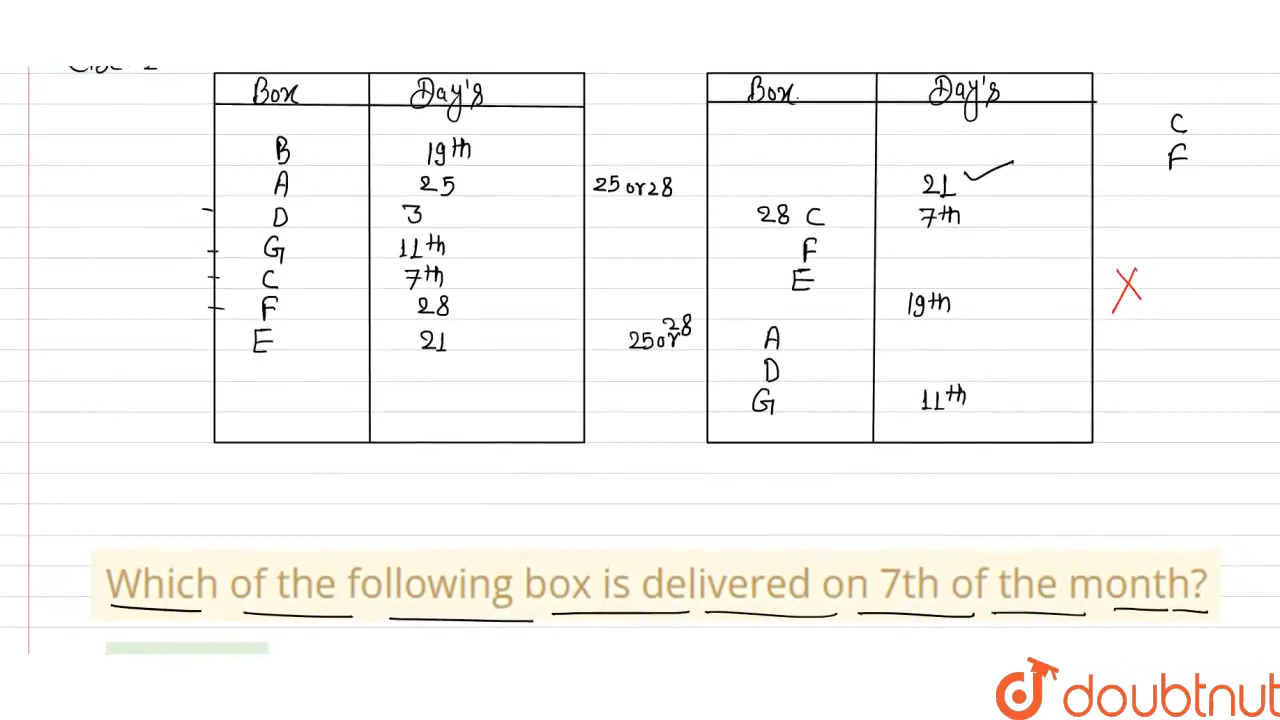 Box Day's
B 19th
A 25 25 or 28
D 3
G 11th
C 7th
F 28
E 21 25 or 28
Box. Day's
21
28 C 7th
F
E
19th
A
D
G 11th
C
F
Which of the following box is delivered on 7th of the month?
doubtnut